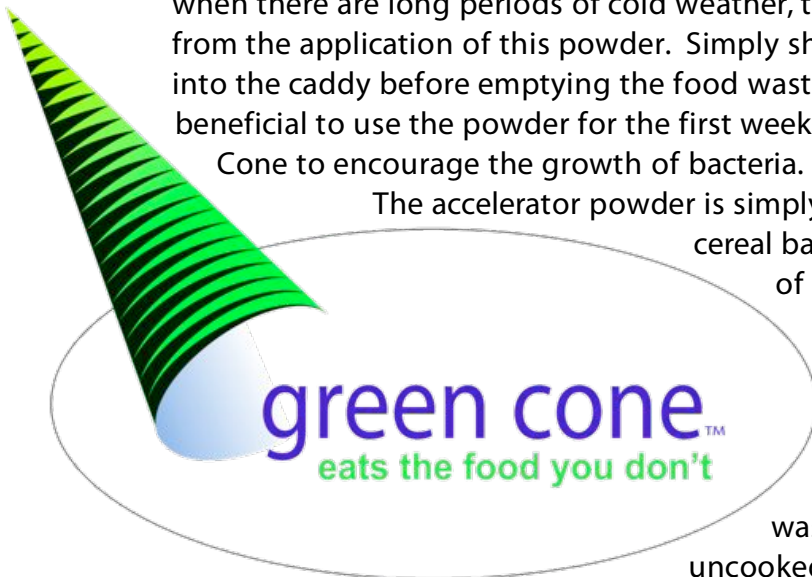 when there are long periods of cold weather, t
from the application of this powder. Simply sh
into the caddy before emptying the food wast
beneficial to use the powder for the first week
Cone to encourage the growth of bacteria.
The accelerator powder is simply
cereal ba
of
green cone™
eats the food you don't
wa
uncooked